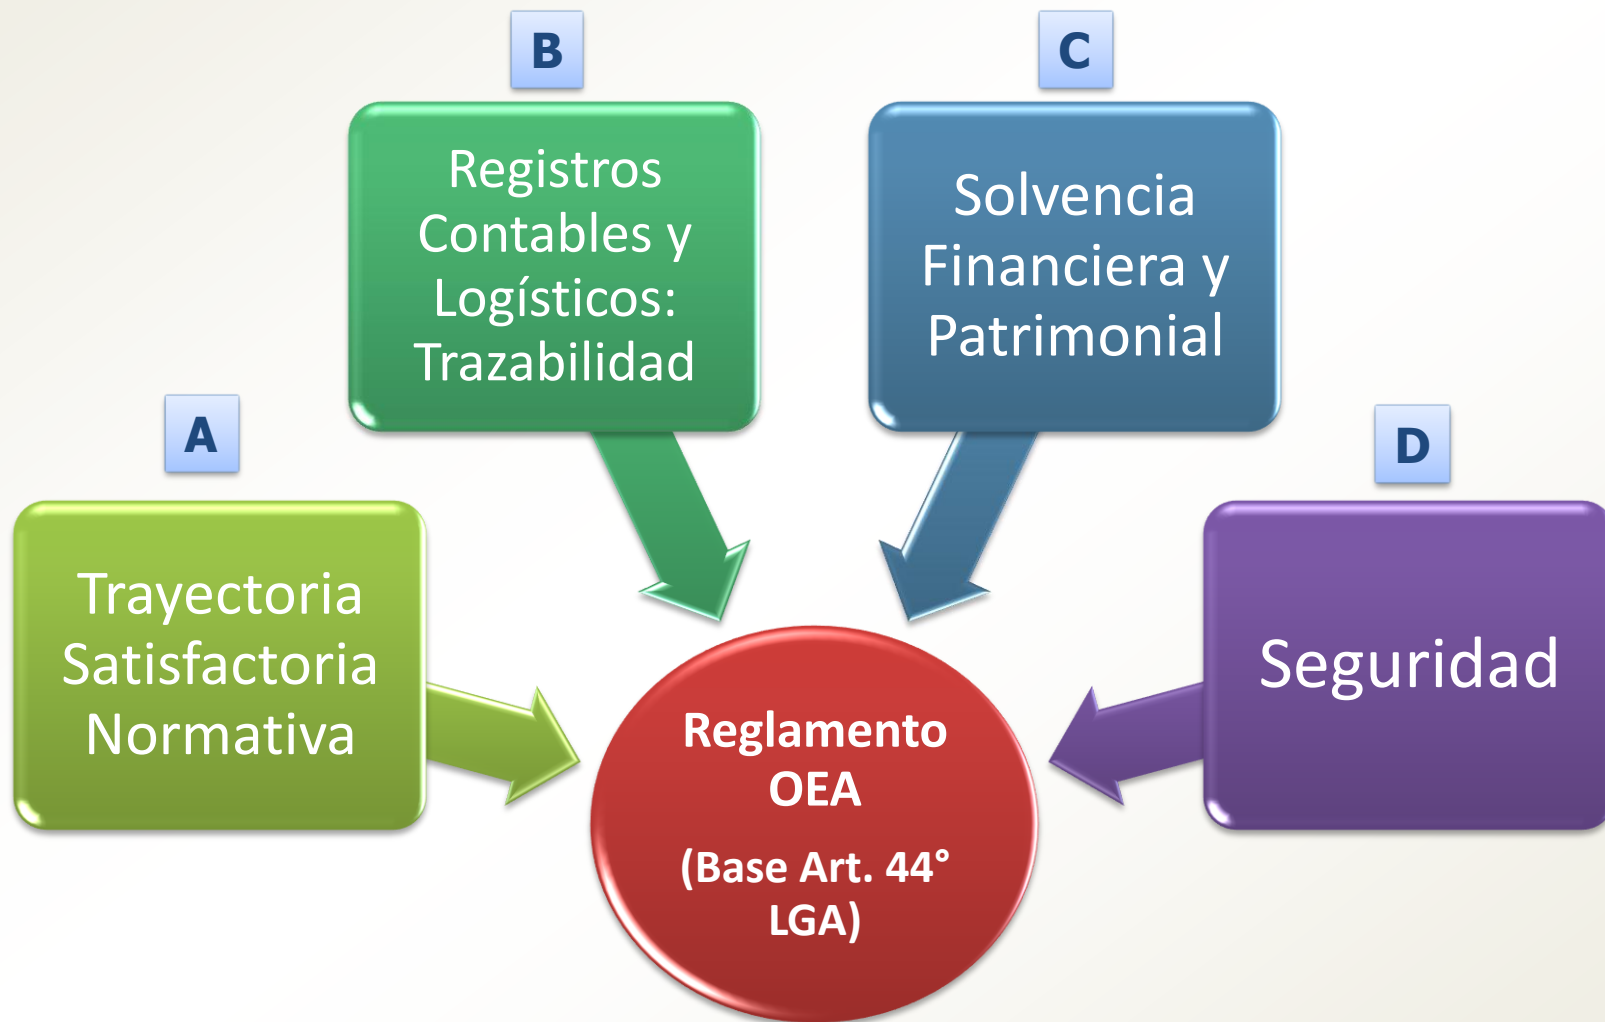 A
Trayectoria
Satisfactoria
Normativa
B
Registros
Contables y
Logísticos:
Trazabilidad
C
Solvencia
Financiera y
Patrimonial
D
Seguridad
Reglamento
OEA
(Base Art. 44°
LGA)